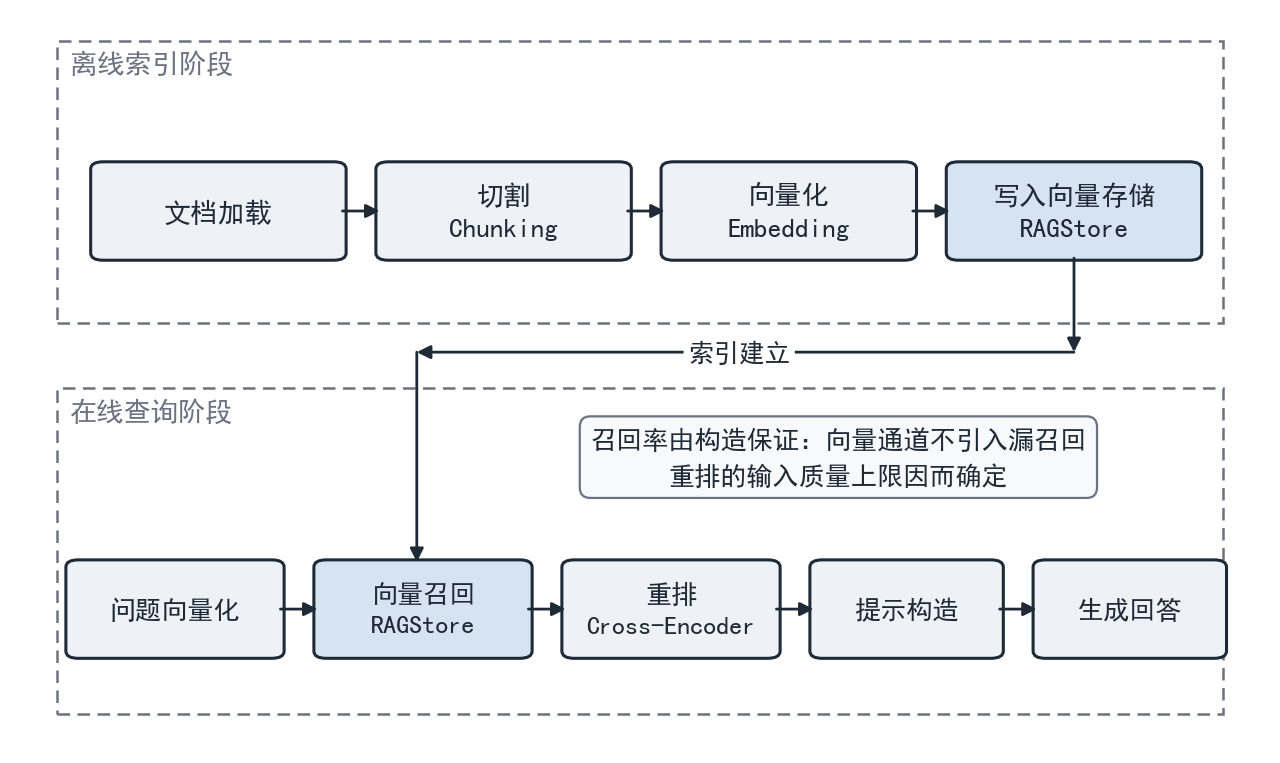 离线索引阶段
文档加载
切割
Chunking
向量化
Embedding
写入向量存储
RAGStore
索引建立
在线查询阶段
召回率由构造保证：向量通道不引入漏召回
重排的输入质量上限因而确定
问题向量化
向量召回
RAGStore
重排
Cross-Encoder
提示构造
生成回答